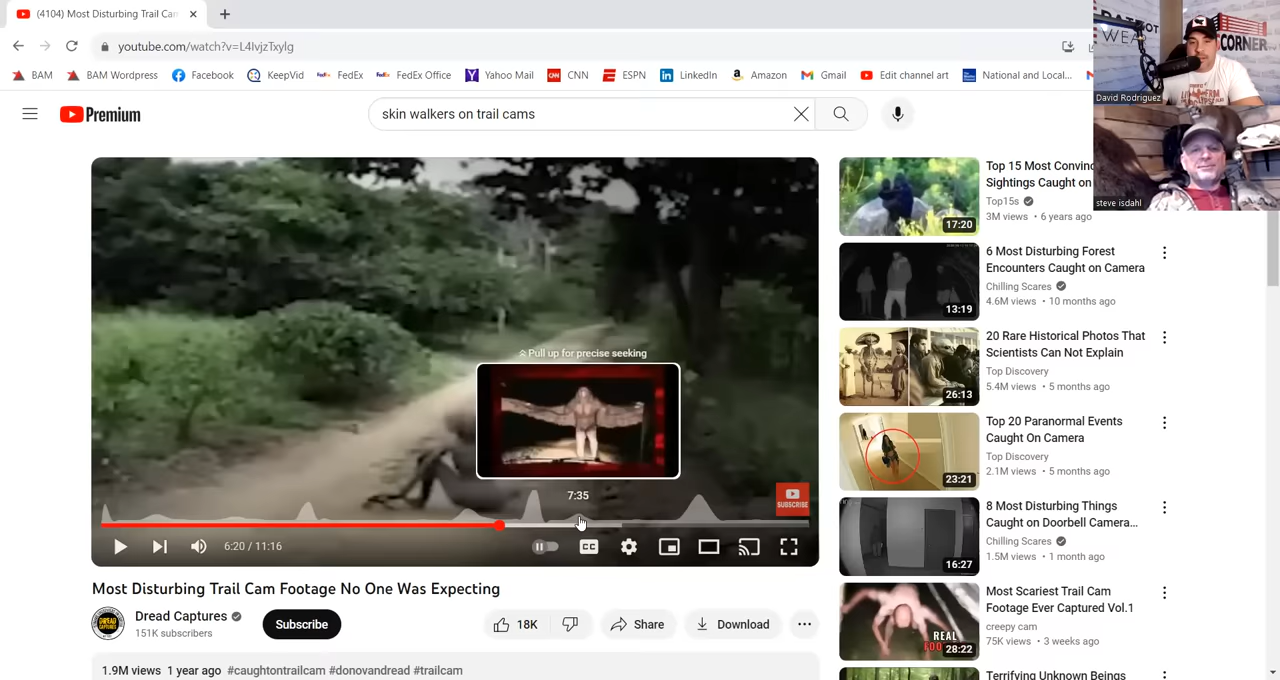 (4104) Most Disturbing Trail Cam
youtube.com/watch?v=L4IvjzTxylg
BAM
BAM Wordpress
Facebook
KeepVid
FedEx
FedEx Office
Yahoo Mail
CNN
ESPN
LinkedIn
Amazon
Gmail
Edit channel art
National and Local...
CORNER
David Rodriguez
steve isdahl
Premium
skin walkers on trail cams
Pull up for precise seeking
7:35
SUBSCRIBE
6:20 / 11:16
CC
Most Disturbing Trail Cam Footage No One Was Expecting
DREAD
CAPTURES
Dread Captures
151K subscribers
Subscribe
18K
Share
Download
1.9M views 1 year ago #caughtontrailcam #donovandread #trailcam
Top 15 Most Convinc
Sightings Caught on
Top15s
3M views • 6 years ago
17:20
6 Most Disturbing Forest
Encounters Caught on Camera
Chilling Scares
4.6M views • 10 months ago
13:19
20 Rare Historical Photos That
Scientists Can Not Explain
Top Discovery
5.4M views • 5 months ago
26:13
Top 20 Paranormal Events
Caught On Camera
Top Discovery
2.1M views • 5 months ago
23:21
8 Most Disturbing Things
Caught on Doorbell Camera...
Chilling Scares
1.5M views • 1 month ago
16:27
Most Scariest Trail Cam
Footage Ever Captured Vol.1
creepy cam
75K views • 3 weeks ago
REAL
28:22
Terrifying Unknown Beings